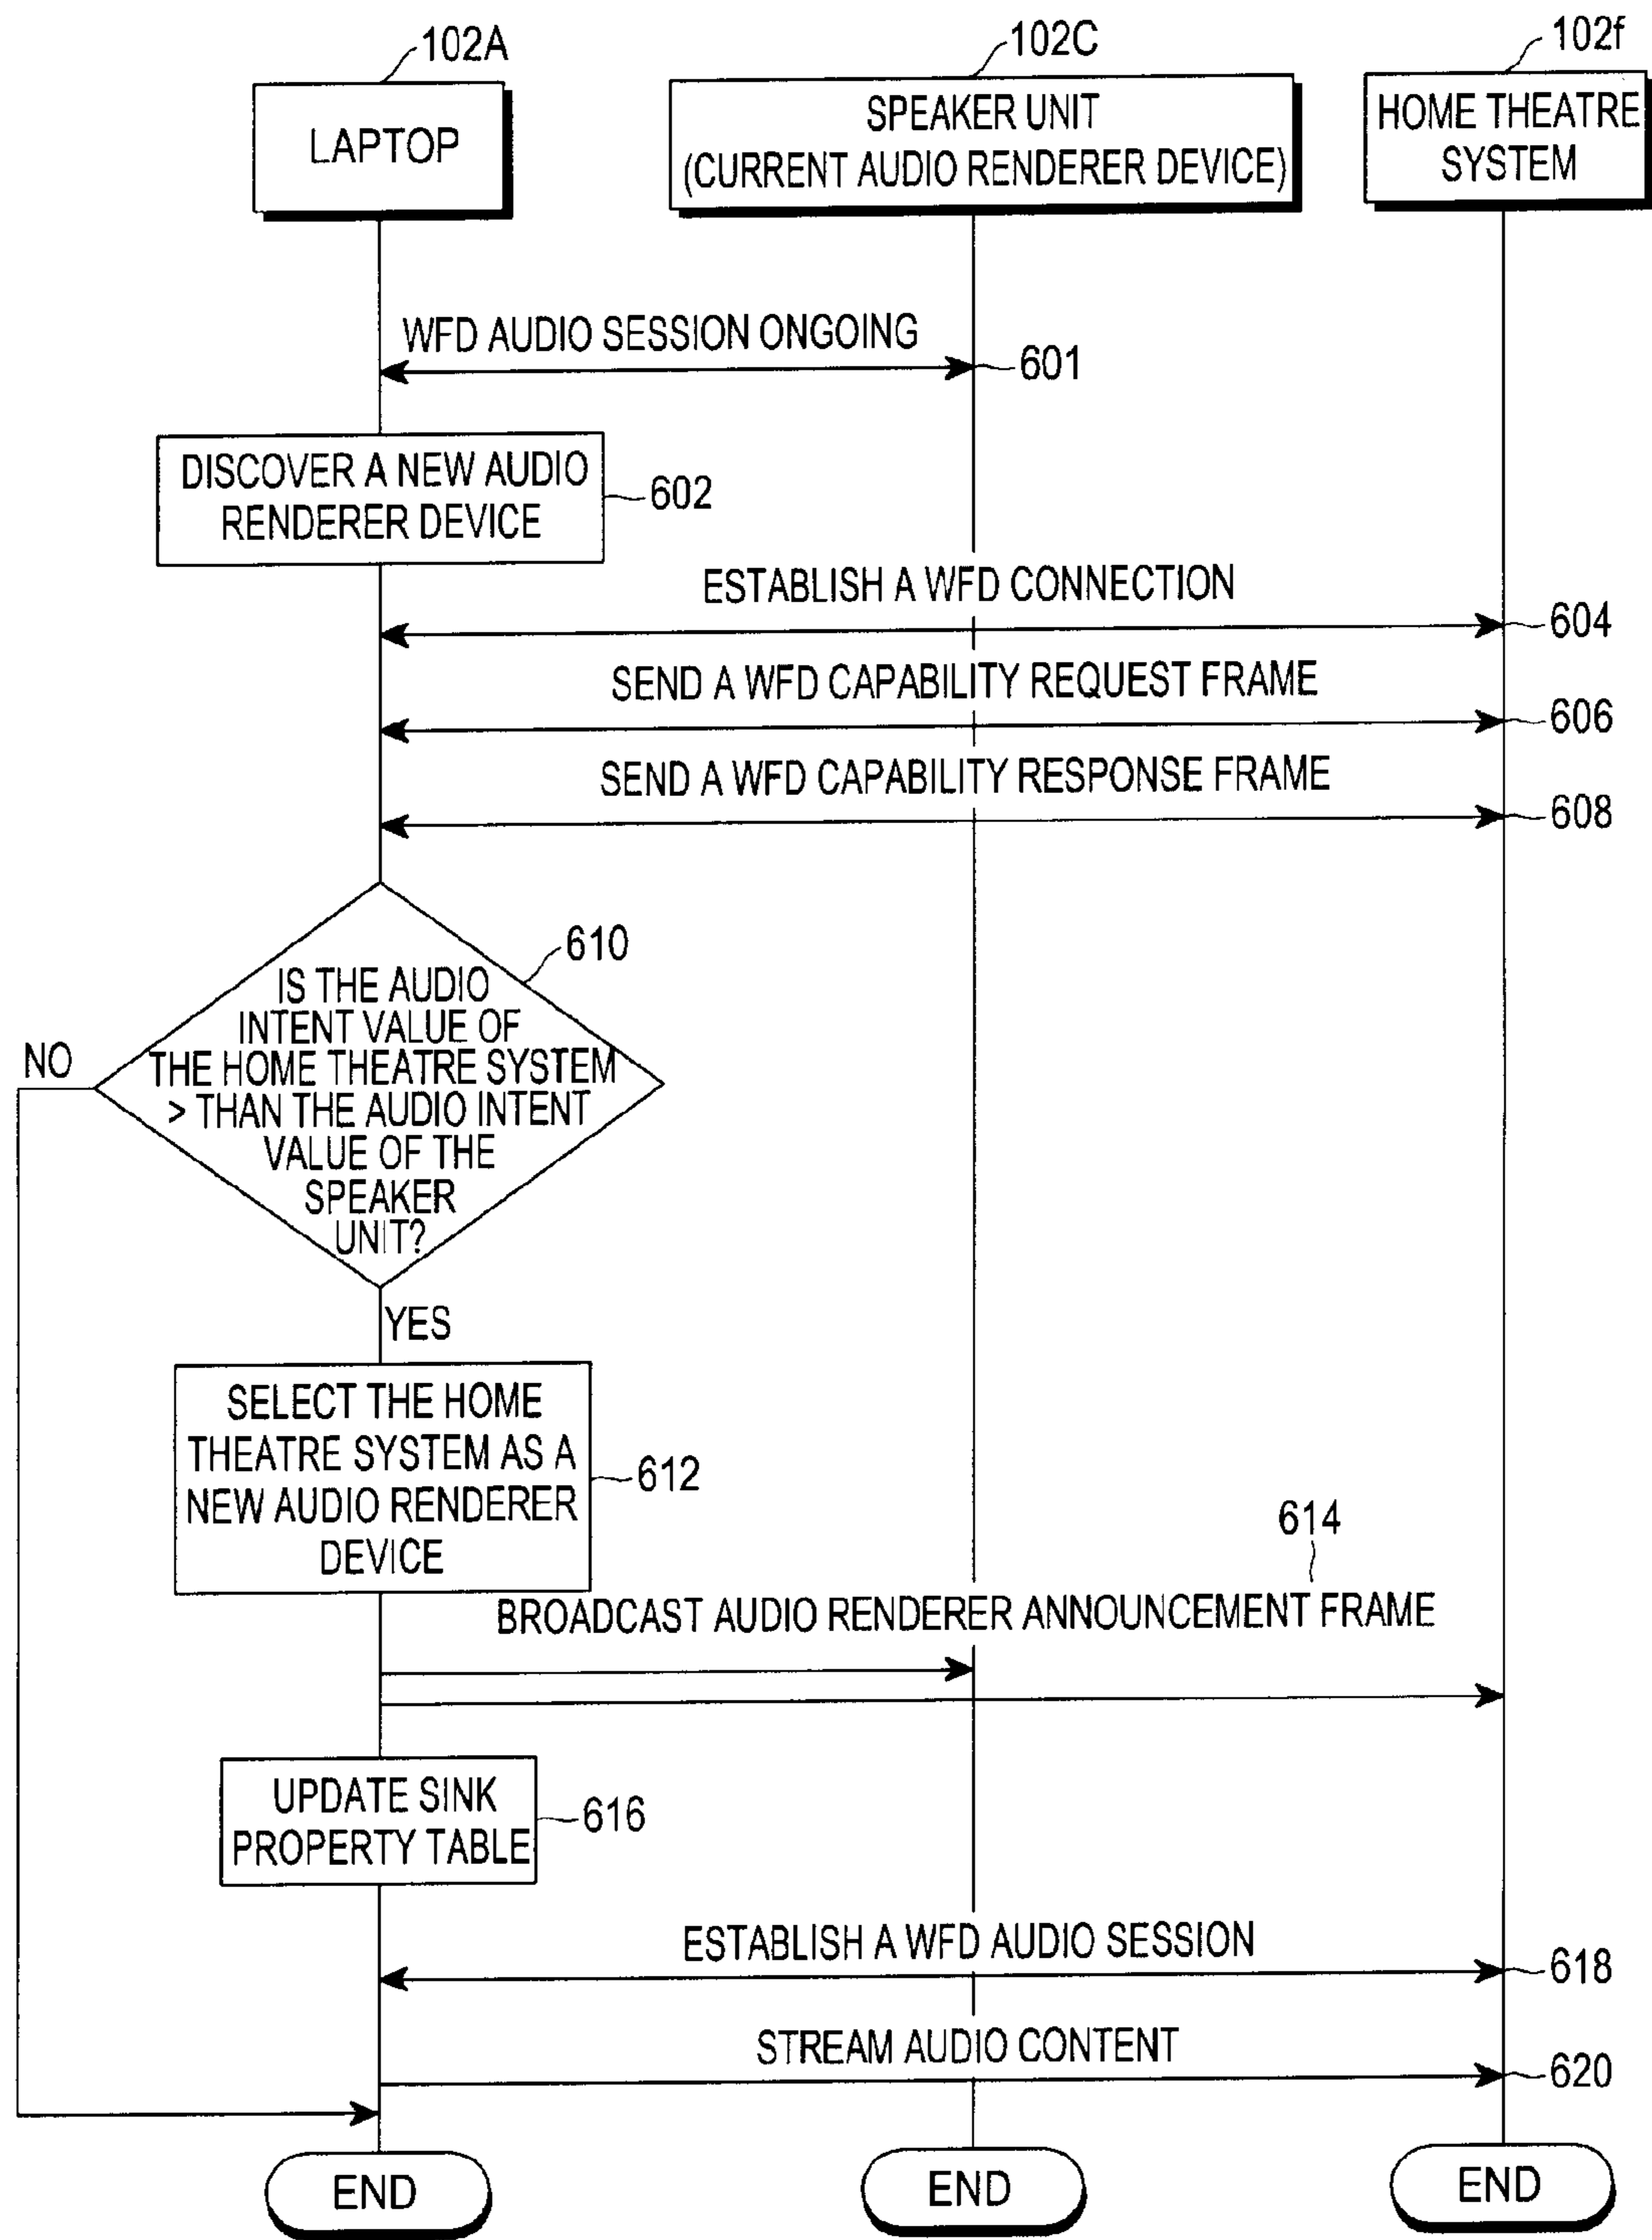 102A
102C
102f
LAPTOP
SPEAKER UNIT
(CURRENT AUDIO RENDERER DEVICE)
HOME THEATRE
SYSTEM
WFD AUDIO SESSION ONGOING
601
DISCOVER A NEW AUDIO
RENDERER DEVICE
602
ESTABLISH A WFD CONNECTION
604
SEND A WFD CAPABILITY REQUEST FRAME
606
SEND A WFD CAPABILITY RESPONSE FRAME
608
610
IS THE AUDIO
INTENT VALUE OF
THE HOME THEATRE SYSTEM
> THAN THE AUDIO INTENT
VALUE OF THE
SPEAKER
UNIT?
NO
YES
SELECT THE HOME
THEATRE SYSTEM AS A
NEW AUDIO RENDERER
DEVICE
612
614
BROADCAST AUDIO RENDERER ANNOUNCEMENT FRAME
UPDATE SINK
PROPERTY TABLE
616
ESTABLISH A WFD AUDIO SESSION
618
STREAM AUDIO CONTENT
620
END
END
END